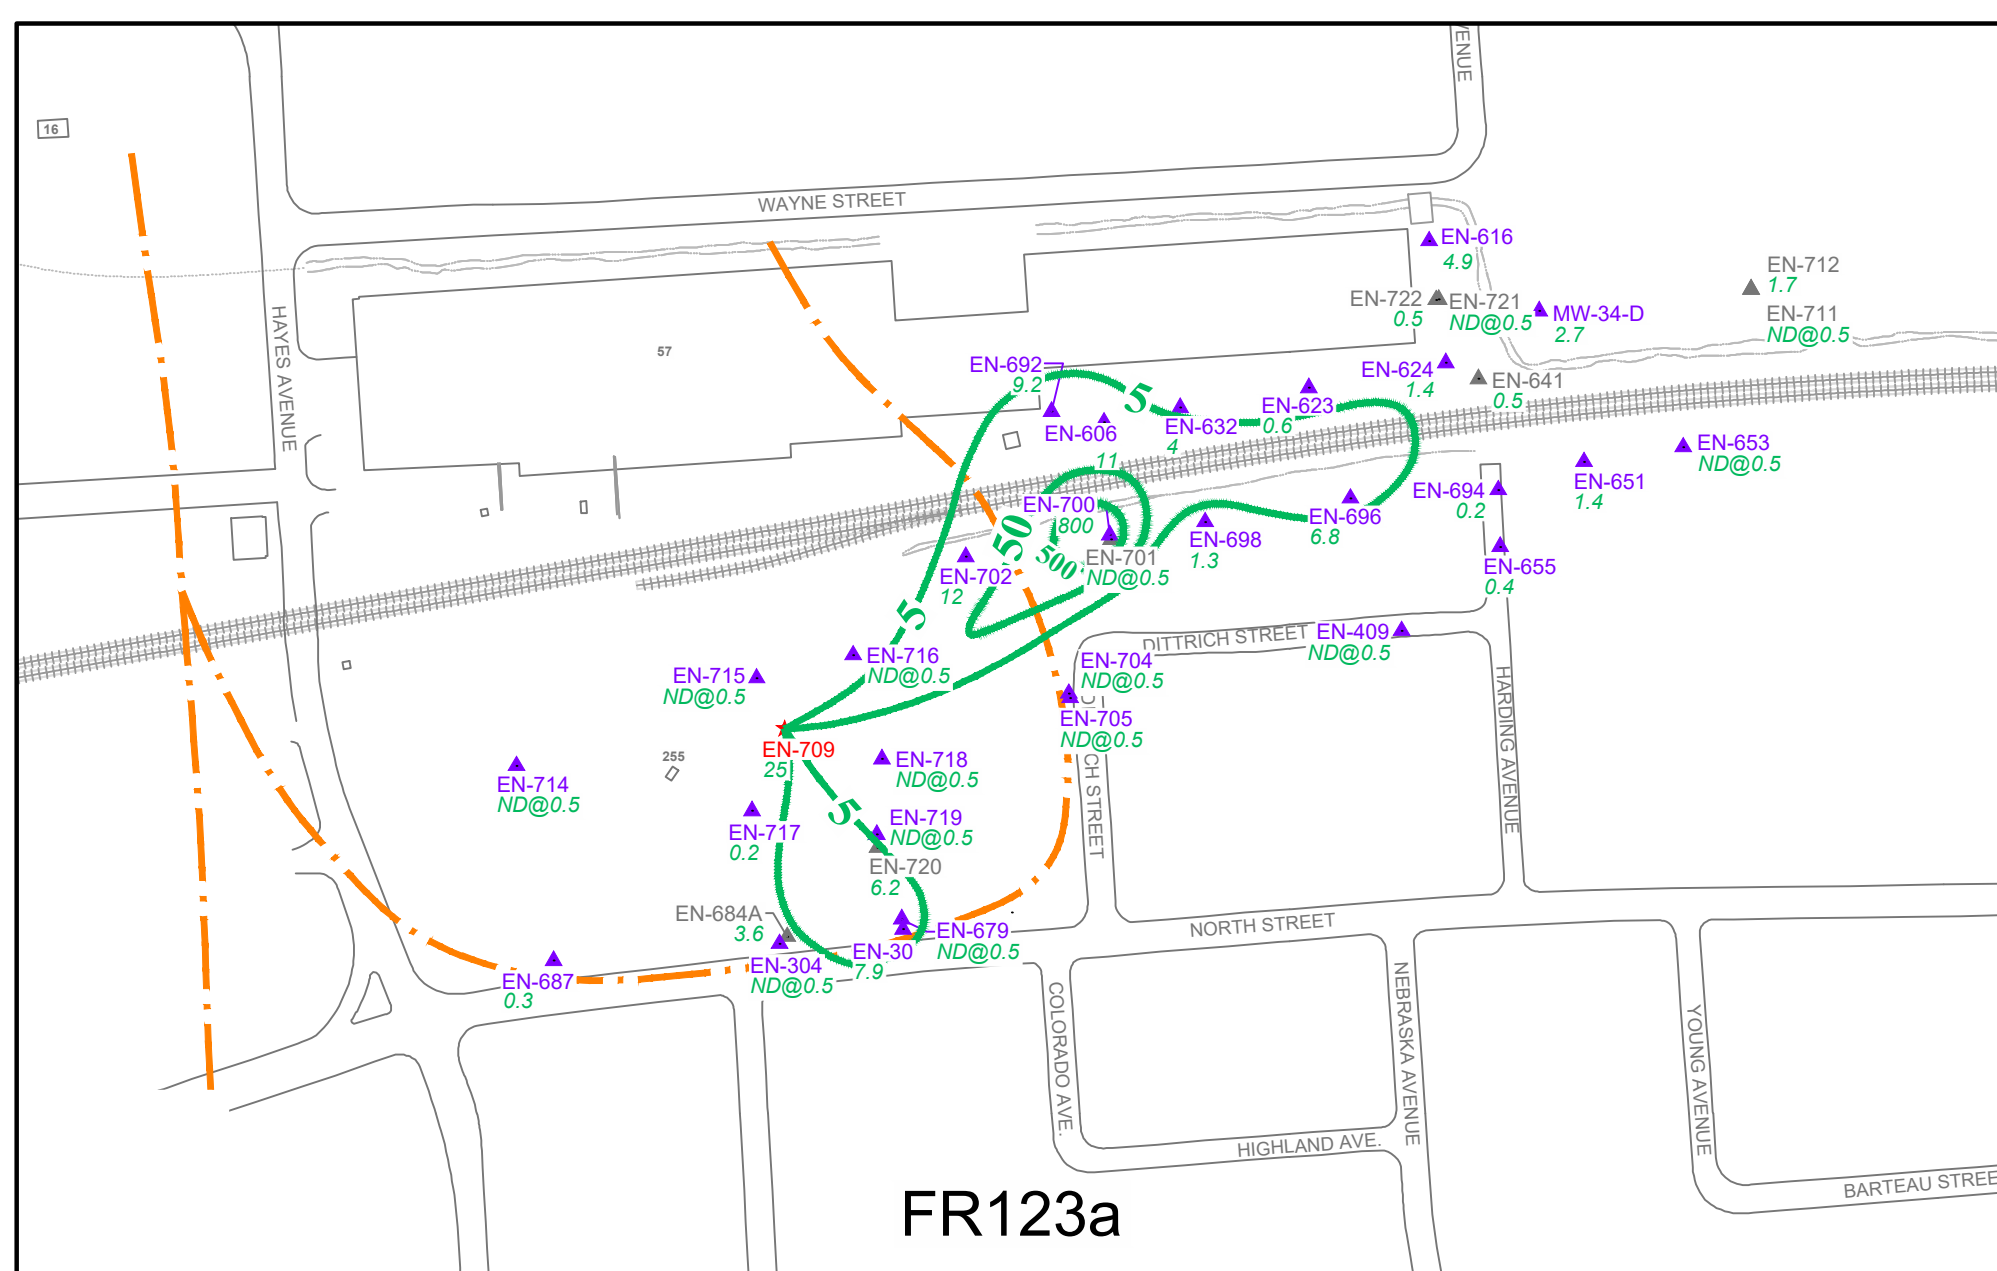 VENUE
16
WAYNE STREET
EN-616
4.9
EN-712
1.7
EN-722
0.5
EN-721
ND@0.5
MW-34-D
2.7
EN-711
ND@0.5
HAYES AVENUE
57
EN-692
9.2
5
EN-624
1.4
EN-641
0.5
EN-623
0.6
EN-606
11
EN-632
4
EN-653
ND@0.5
EN-651
1.4
EN-694
0.2
EN-700
800
50
500
EN-696
6.8
EN-698
1.3
EN-701
ND@0.5
EN-702
12
EN-655
0.4
5
DITTRICH STREET
EN-409
ND@0.5
EN-716
ND@0.5
EN-715
ND@0.5
EN-704
ND@0.5
EN-705
ND@0.5
D
CH STREET
HARDING AVENUE
EN-709
25
255
EN-718
ND@0.5
EN-714
ND@0.5
5
EN-717
0.2
EN-719
ND@0.5
EN-720
6.2
EN-684A
3.6
EN-679
ND@0.5
NORTH STREET
EN-30
7.9
EN-304
ND@0.5
EN-687
0.3
COLORADO AVE.
NEBRASKA AVENUE
YOUNG AVENUE
HIGHLAND AVE.
BARTEAU STREE
FR123a